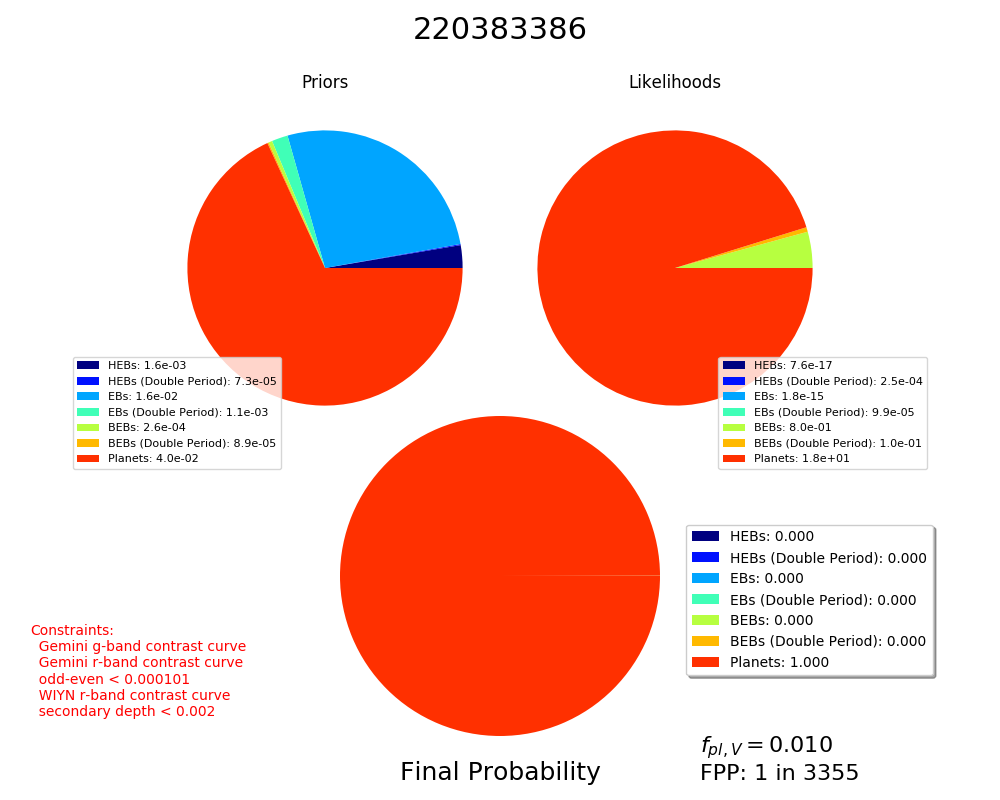 220383386
Priors
Likelihoods
HEBs: 1.6e-03
HEBs (Double Period): 7.3e-05
EBs: 1.6e-02
EBs (Double Period): 1.1e-03
BEBs: 2.6e-04
BEBs (Double Period): 8.9e-05
Planets: 4.0e-02
HEBs: 7.6e-17
HEBs (Double Period): 2.5e-04
EBs: 1.8e-15
EBs (Double Period): 9.9e-05
BEBs: 8.0e-01
BEBs (Double Period): 1.0e-01
Planets: 1.8e+01
HEBs: 0.000
HEBs (Double Period): 0.000
EBs: 0.000
EBs (Double Period): 0.000
BEBs: 0.000
BEBs (Double Period): 0.000
Planets: 1.000
Constraints:
Gemini g-band contrast curve
Gemini r-band contrast curve
odd-even < 0.000101
WIYN r-band contrast curve
secondary depth < 0.002
Final Probability
f_{pl,V} = 0.010
FPP: 1 in 3355